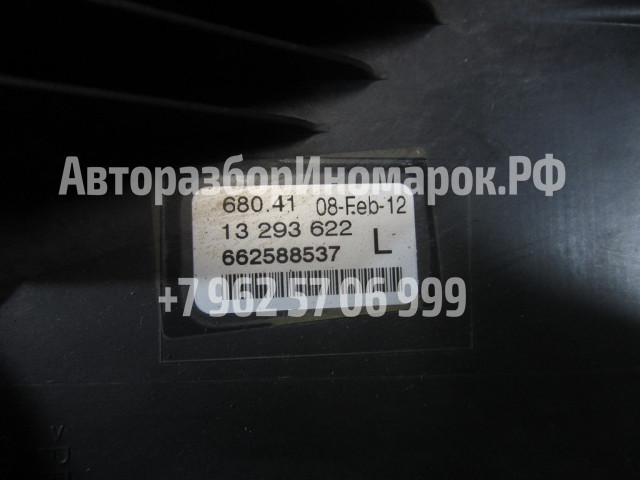 АвторазборИномарок.РФ
680.41 08-Feb-12
13 293 622
662588537 L
+7 962 57 06 999